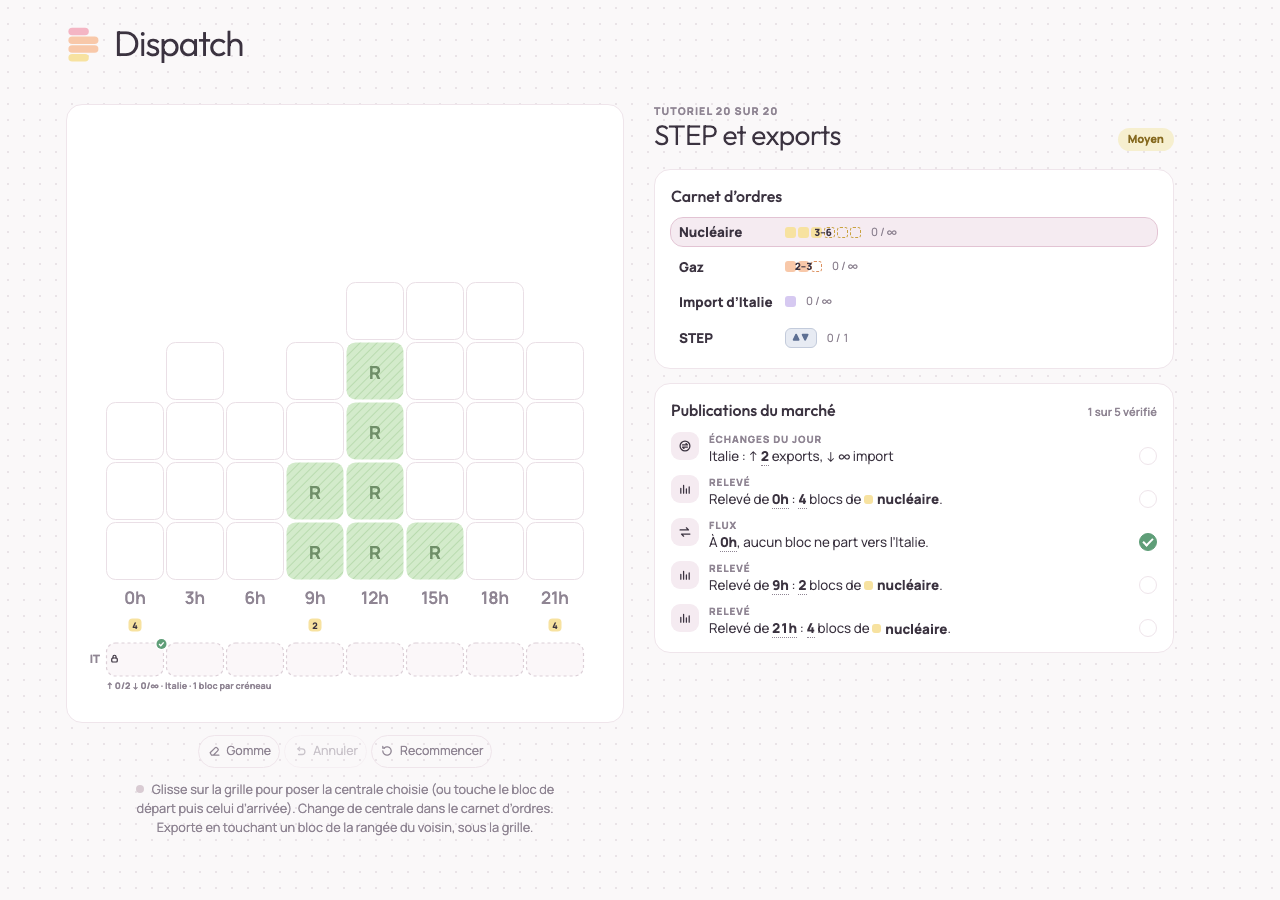 Dispatch
TUTORIEL 20 SUR 20
STEP et exports
Moyen
Carnet d'ordres
Nucléaire 3–6 0 / ∞
Gaz 2–3 0 / ∞
Import d'Italie 0 / ∞
STEP ▲▼ 0 / 1
Publications du marché
1 sur 5 vérifié
ÉCHANGES DU JOUR
Italie : ↑ 2 exports, ↓ ∞ import
RELEVÉ
Relevé de 0h : 4 blocs de nucléaire.
FLUX
À 0h, aucun bloc ne part vers l'Italie.
RELEVÉ
Relevé de 9h : 2 blocs de nucléaire.
RELEVÉ
Relevé de 21h : 4 blocs de nucléaire.
R
R
R R
R R R
0h 3h 6h 9h 12h 15h 18h 21h
4 2 4
IT
↑ 0/2 ↓ 0/∞ · Italie · 1 bloc par créneau
Gomme Annuler Recommencer
Glisse sur la grille pour poser la centrale choisie (ou touche le bloc de
départ puis celui d'arrivée). Change de centrale dans le carnet d'ordres.
Exporte en touchant un bloc de la rangée du voisin, sous la grille.